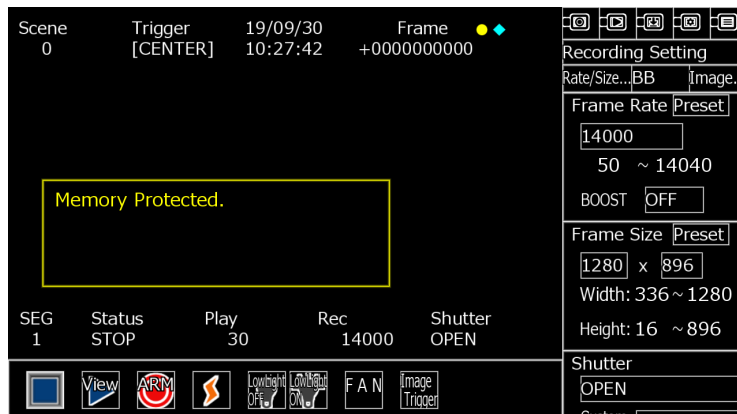 Scene Trigger 19/09/30 Frame
0 [CENTER] 10:27:42 +0000000000
Memory Protected.
SEG Status Play Rec Shutter
1 STOP 30 14000 OPEN
View ARM LowLight OFF LowLight ON FAN Image Trigger
Recording Setting
Rate/Size... BB Image.
Frame Rate Preset
14000
50 ~ 14040
BOOST OFF
Frame Size Preset
1280 x 896
Width: 336 ~ 1280
Height: 16 ~ 896
Shutter
OPEN